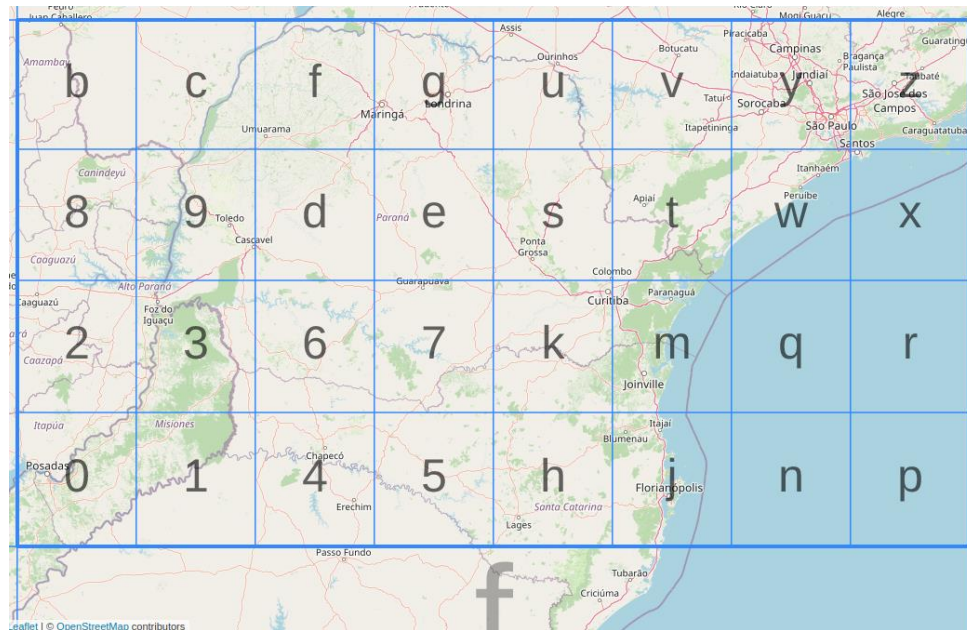 Pedro
Juan Caballero
Assis
Piracicaba
Mogi Guaçu
Alegre
Campinas
Guaratinga
Botucatu
Ourinhos
Bragança
Paulista
Amambay
Indaiatuba
Jundiaí
Taubaté
b c f g u v y z
Londrina
Maringá
São José dos
Campos
Tatuí
Sorocaba
Umuarama
Itapetininga
São Paulo
Caraguatatuba
Santos
Canindeyú
Itanhaém
Peruíbe
Apiaí
8 9 d e s t w x
Toledo
Paraná
Cascavel
Ponta
Grossa
Caaguazú
Colombo
Alto Paraná
Guarapuava
Paranaguá
Caaguazú
Curitiba
Foz do
Iguaçu
2 3 6 7 k m q r
Caazapá
Joinville
Itapúa
Misiones
Itajaí
Blumenau
Chapecó
Posadas
0 1 4 5 h j n p
Florianópolis
Erechim
Santa Catarina
Lages
Passo Fundo
f
Tubarão
Criciúma
Leaflet | © OpenStreetMap contributors